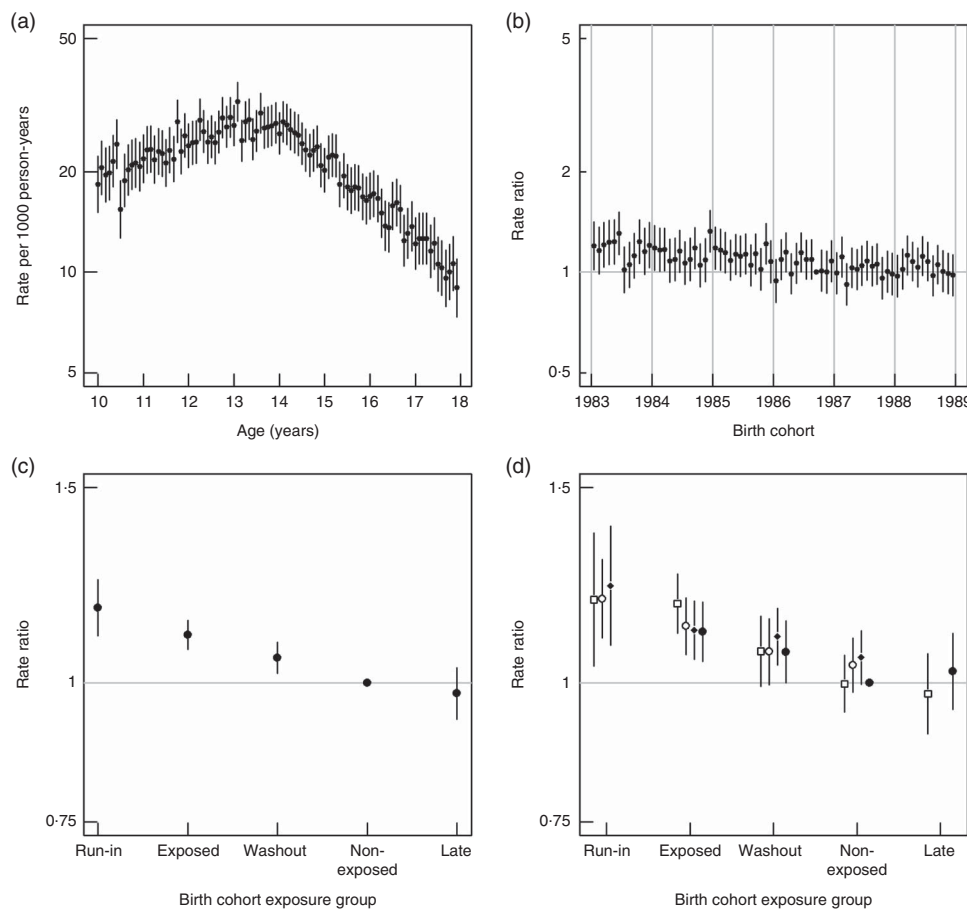 (a)
50
20
10
5
Rate per 1000 person-years
10 11 12 13 14 15 16 17 18
Age (years)
(b)
5
2
1
0·5
Rate ratio
1983 1984 1985 1986 1987 1988 1989
Birth cohort
(c)
1·5
1
0·75
Rate ratio
Run-in Exposed Washout Non-exposed Late
Birth cohort exposure group
(d)
1·5
1
0·75
Rate ratio
Run-in Exposed Washout Non-exposed Late
Birth cohort exposure group